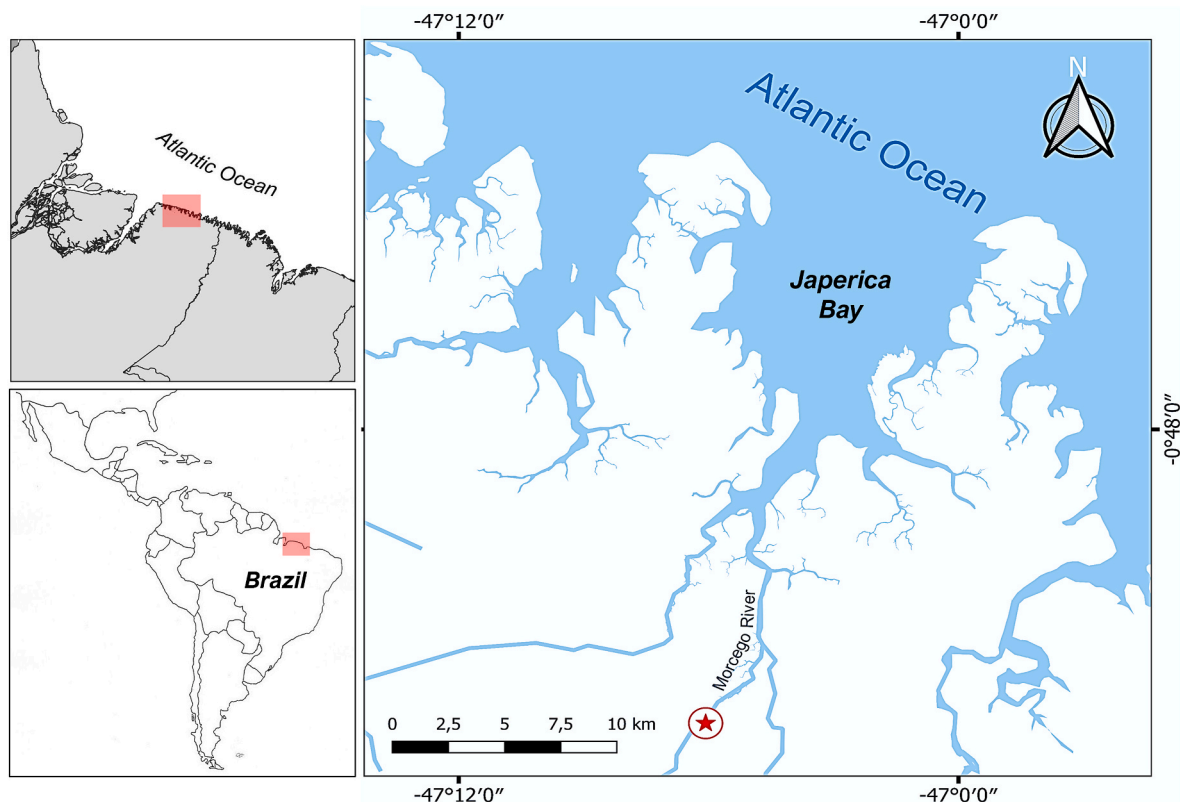 Atlantic Ocean
Brazil
-47°12′0″
-47°0′0″
Atlantic Ocean
N
Japerica
Bay
-0°48′0″
Morcego River
0 2,5 5 7,5 10 km
-47°12′0″
-47°0′0″